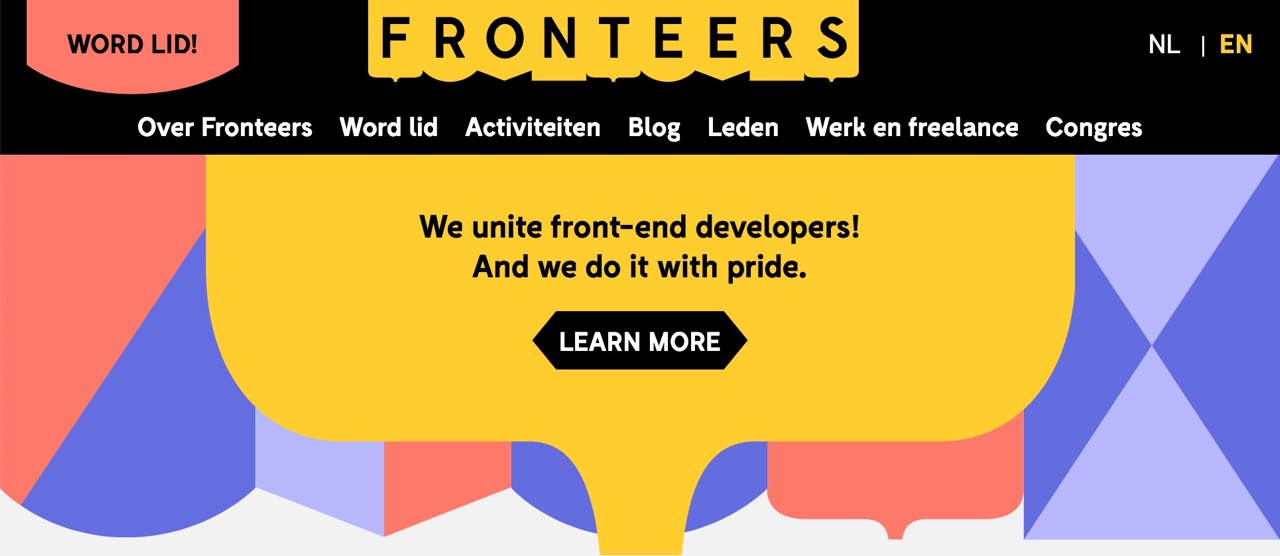 WORD LID!
FRONTEERS
NL | EN
Over Fronteers Word lid Activiteiten Blog Leden Werk en freelance Congres
We unite front-end developers!
And we do it with pride.
LEARN MORE